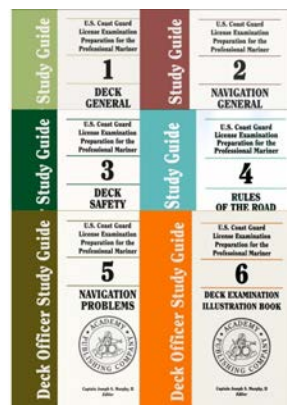 Study Guide
U.S. Coast Guard
License Examination
Preparation for the
Professional Mariner
1
DECK
GENERAL
Study Guide
U.S. Coast Guard
License Examination
Preparation for the
Professional Mariner
2
NAVIGATION
GENERAL
Study Guide
U.S. Coast Guard
License Examination
Preparation for the
Professional Mariner
3
DECK
SAFETY
Study Guide
U.S. Coast Guard
License Examination
Preparation for the
Professional Mariner
4
RULES
OF THE ROAD
Deck Officer Study Guide
U.S. Coast Guard
License Examination
Preparation for the
Professional Mariner
5
NAVIGATION
PROBLEMS
ACADEMY
PUBLISHING COMPANY
Captain Joseph S. Murphy, II
Editor
Deck Officer Study Guide
U.S. Coast Guard
License Examination
Preparation for the
Professional Mariner
6
DECK EXAMINATION
ILLUSTRATION BOOK
ACADEMY
PUBLISHING COMPANY
Captain Joseph S. Murphy, II
Editor